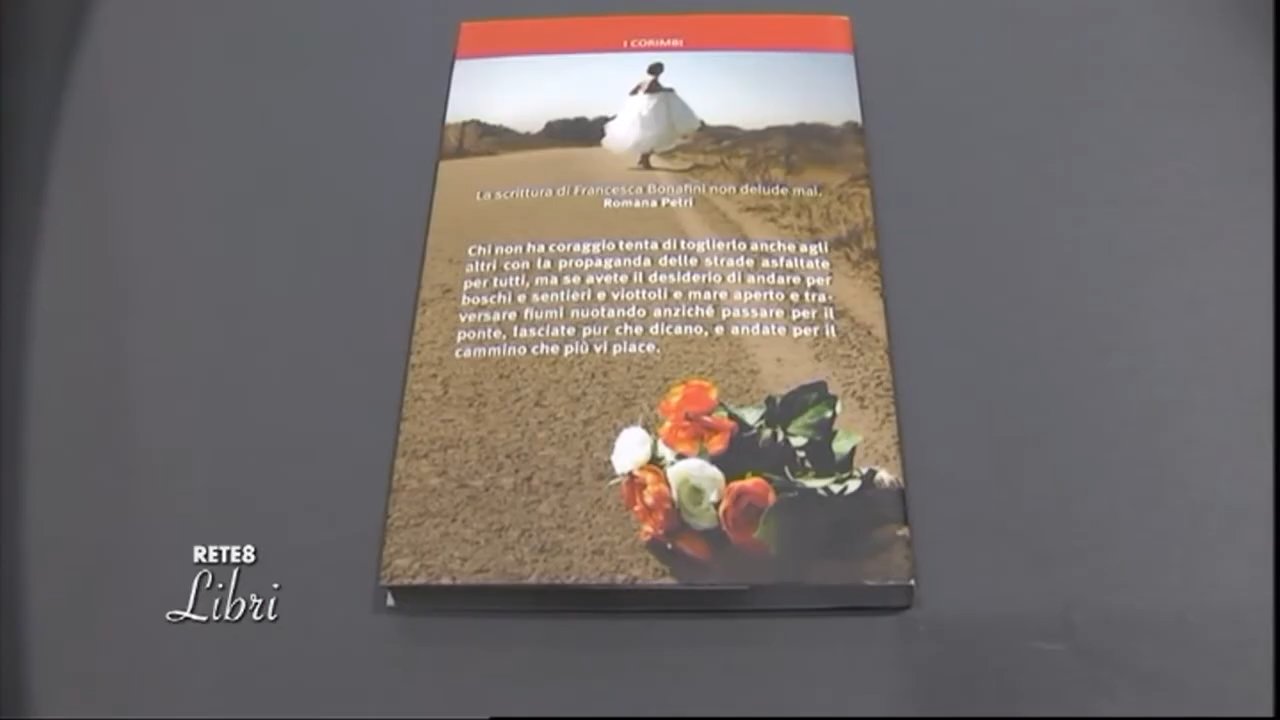 I CORIMBI
La scrittura di Francesca Bonafini non delude mai.
Romana Petri
Chi non ha coraggio tenta di toglierlo anche agli
altri con la propaganda delle strade asfaltate
per tutti, ma se avete il desiderio di andare per
boschi e sentieri e viottoli e mare aperto e tra-
versare fiumi nuotando anziché passare per il
ponte, lasciate pur che dicano, e andate per il
cammino che più vi piace.
RETE8
Libri